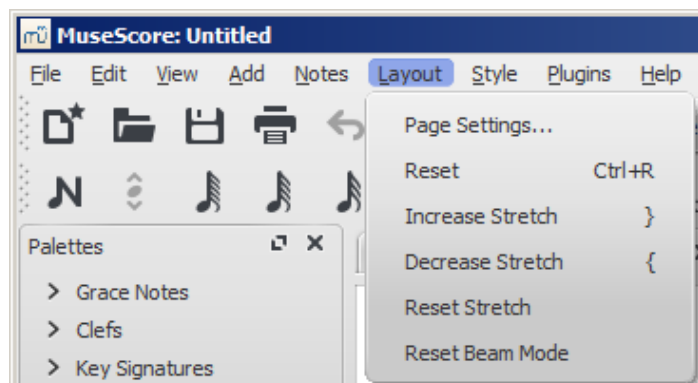 mü MuseScore: Untitled
File Edit View Add Notes Layout Style Plugins Help
Page Settings...
Reset Ctrl+R
Increase Stretch }
Decrease Stretch {
Reset Stretch
Reset Beam Mode
N
Palettes
> Grace Notes
> Clefs
> Key Signatures